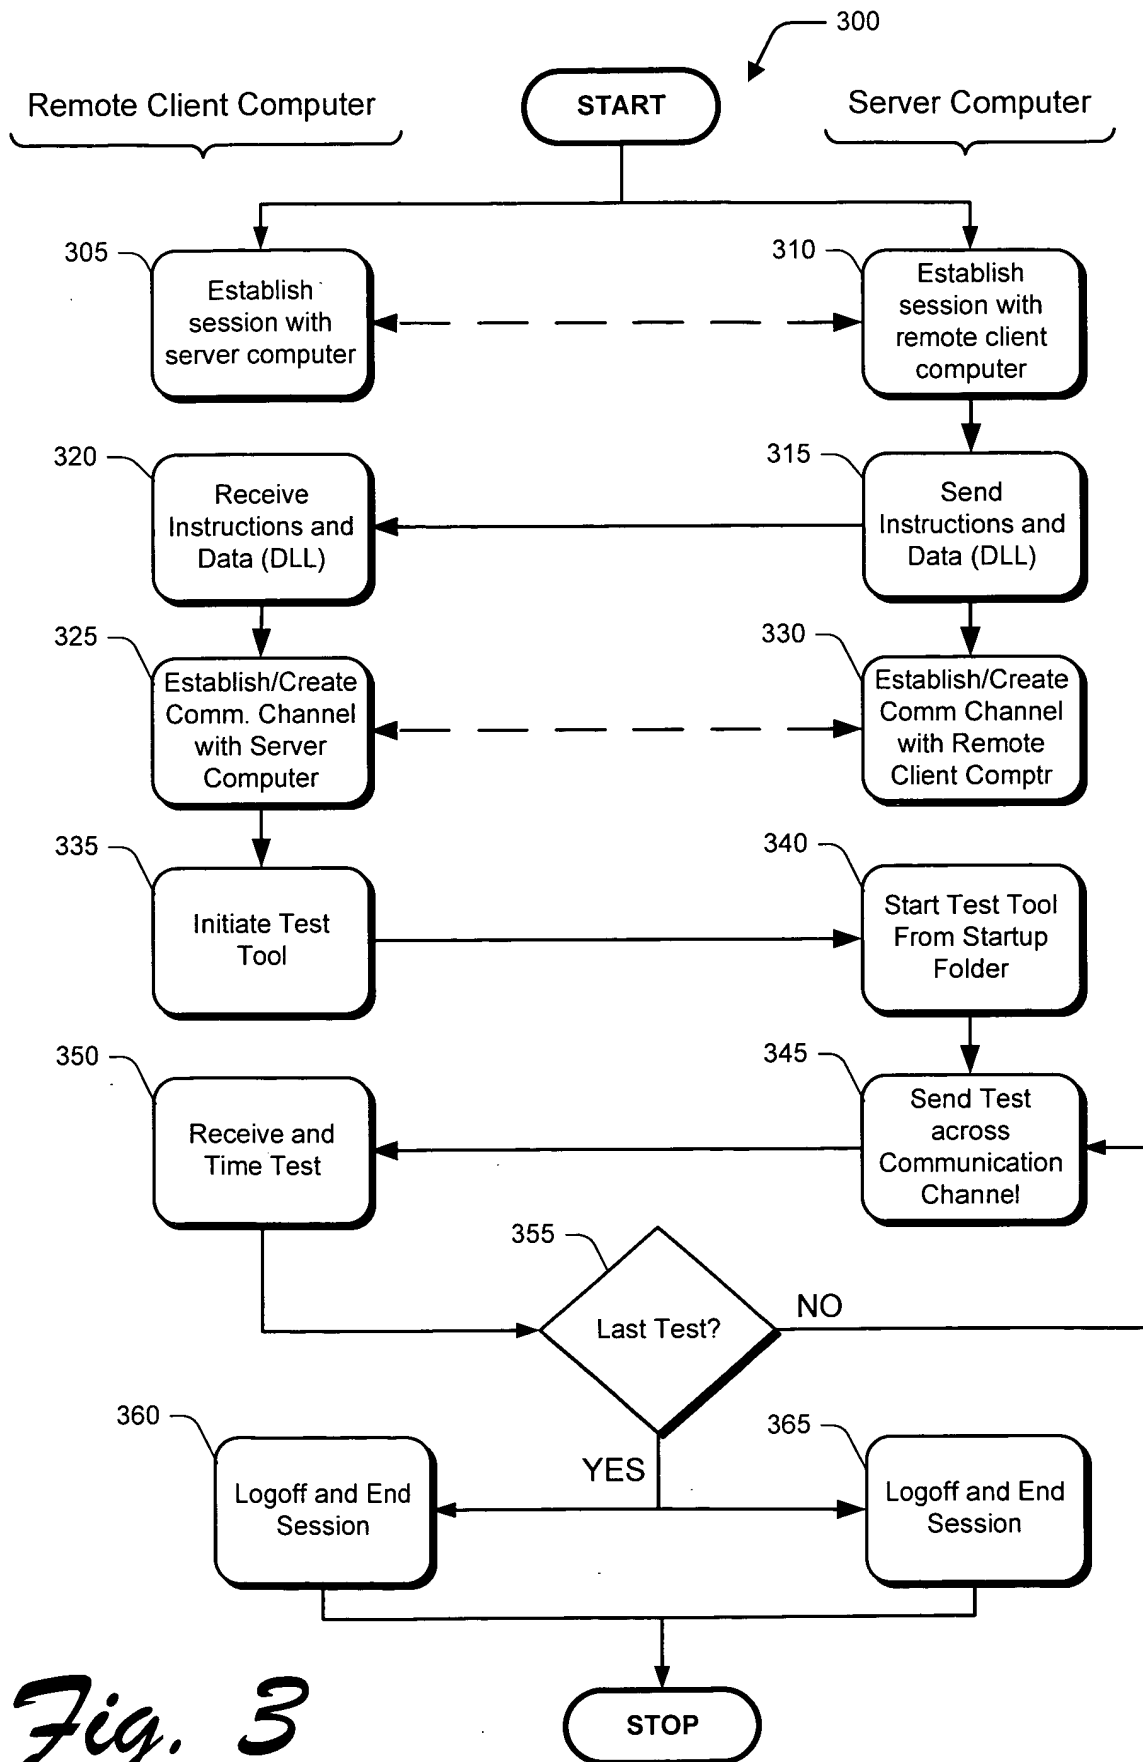 300
START
Remote Client Computer
Server Computer
305
Establish
session with
server computer
310
Establish
session with
remote client
computer
320
Receive
Instructions and
Data (DLL)
315
Send
Instructions and
Data (DLL)
325
Establish/Create
Comm. Channel
with Server
Computer
330
Establish/Create
Comm Channel
with Remote
Client Comptr
335
Initiate Test
Tool
340
Start Test Tool
From Startup
Folder
350
Receive and
Time Test
345
Send Test
across
Communication
Channel
355
Last Test?
NO
YES
360
Logoff and End
Session
365
Logoff and End
Session
STOP
Fig. 3